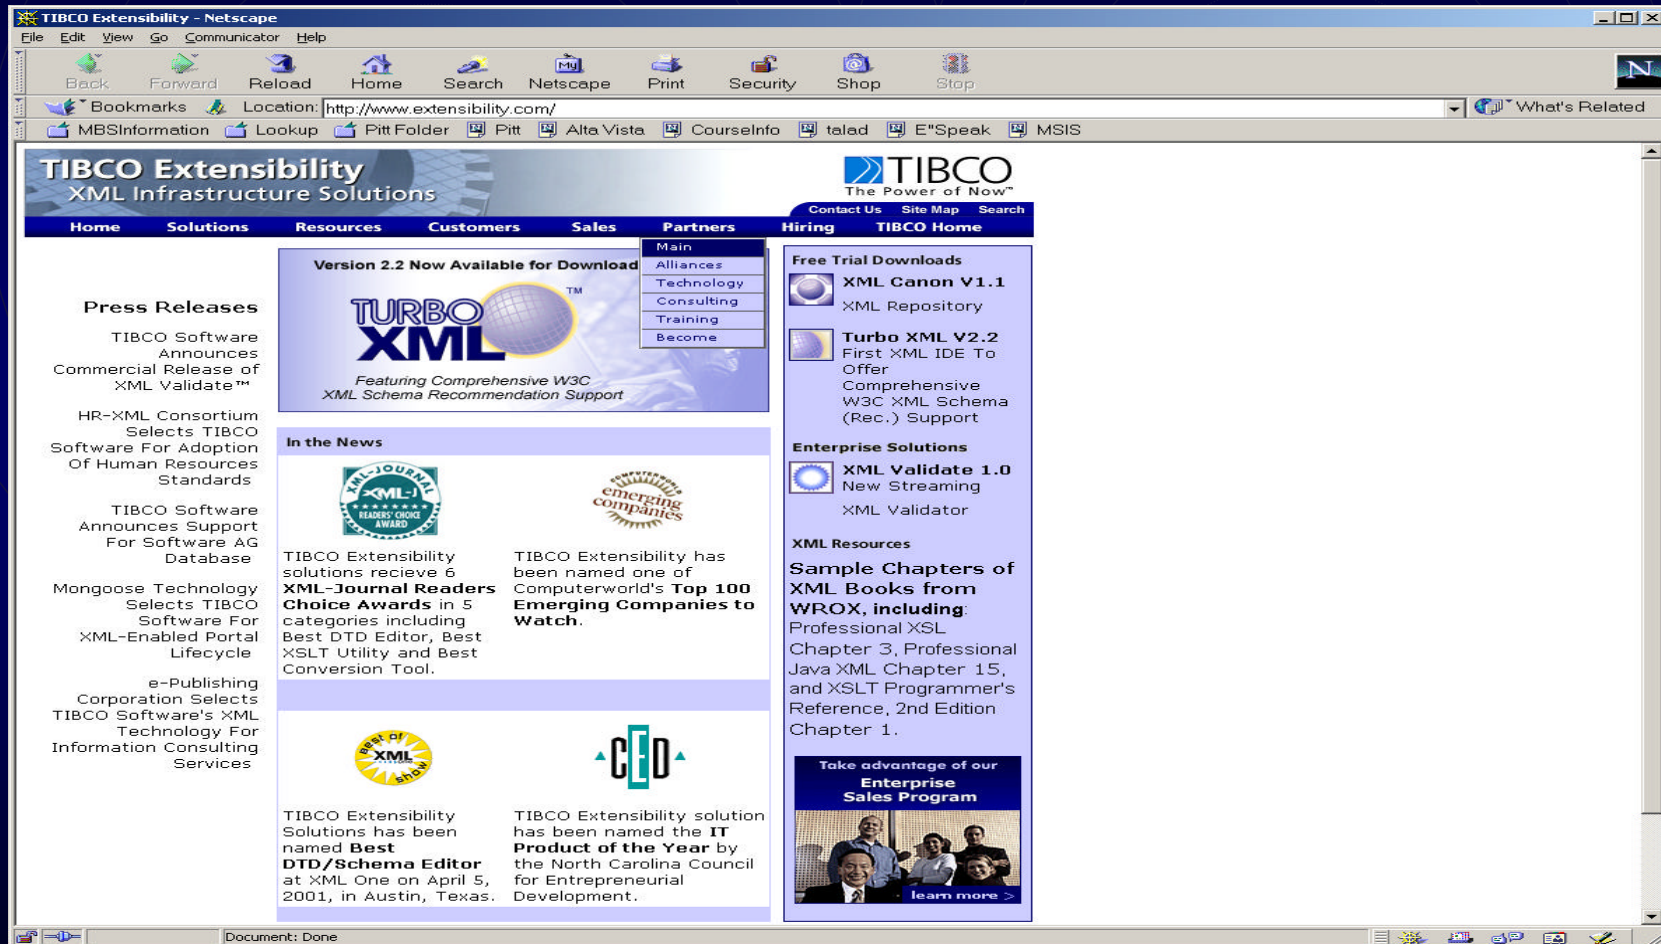 TIBCO Extensibility - Netscape
File Edit View Go Communicator Help
Back Forward Reload Home Search Netscape Print Security Shop Stop
My
N
Bookmarks Location: http://www.extensibility.com/ What's Related
MBSInformation Lookup Pitt Folder Pitt Alta Vista CourseInfo talad E"Speak MSIS
TIBCO Extensibility
XML Infrastructure Solutions
TIBCO
The Power of Now™
Contact Us Site Map Search
Home Solutions Resources Customers Sales Partners Hiring TIBCO Home
Main
Alliances
Technology
Consulting
Training
Become
Press Releases
TIBCO Software
Announces
Commercial Release of
XML Validate™
HR-XML Consortium
Selects TIBCO
Software For Adoption
Of Human Resources
Standards
TIBCO Software
Announces Support
For Software AG
Database
Mongoose Technology
Selects TIBCO
Software For
XML-Enabled Portal
Lifecycle
e-Publishing
Corporation Selects
TIBCO Software's XML
Technology For
Information Consulting
Services
Version 2.2 Now Available for Download
TURBO
XML
TM
Featuring Comprehensive W3C
XML Schema Recommendation Support
In the News
XML-JOURNAL
XML-J
READERS' CHOICE
AWARD
TIBCO Extensibility
solutions recieve 6
XML-Journal Readers
Choice Awards in 5
categories including
Best DTD Editor, Best
XSLT Utility and Best
Conversion Tool.
COMPUTERWORLD
emerging
companies
TIBCO Extensibility has
been named one of
Computerworld's Top 100
Emerging Companies to
Watch.
Best of
XML
show
TIBCO Extensibility
Solutions has been
named Best
DTD/Schema Editor
at XML One on April 5,
2001, in Austin, Texas.
CED
TIBCO Extensibility solution
has been named the IT
Product of the Year by
the North Carolina Council
for Entrepreneurial
Development.
Free Trial Downloads
XML Canon V1.1
XML Repository
Turbo XML V2.2
First XML IDE To
Offer
Comprehensive
W3C XML Schema
(Rec.) Support
Enterprise Solutions
XML Validate 1.0
New Streaming
XML Validator
XML Resources
Sample Chapters of
XML Books from
WROX, including:
Professional XSL
Chapter 3, Professional
Java XML Chapter 15,
and XSLT Programmer's
Reference, 2nd Edition
Chapter 1.
Take advantage of our
Enterprise
Sales Program
learn more >
Document: Done